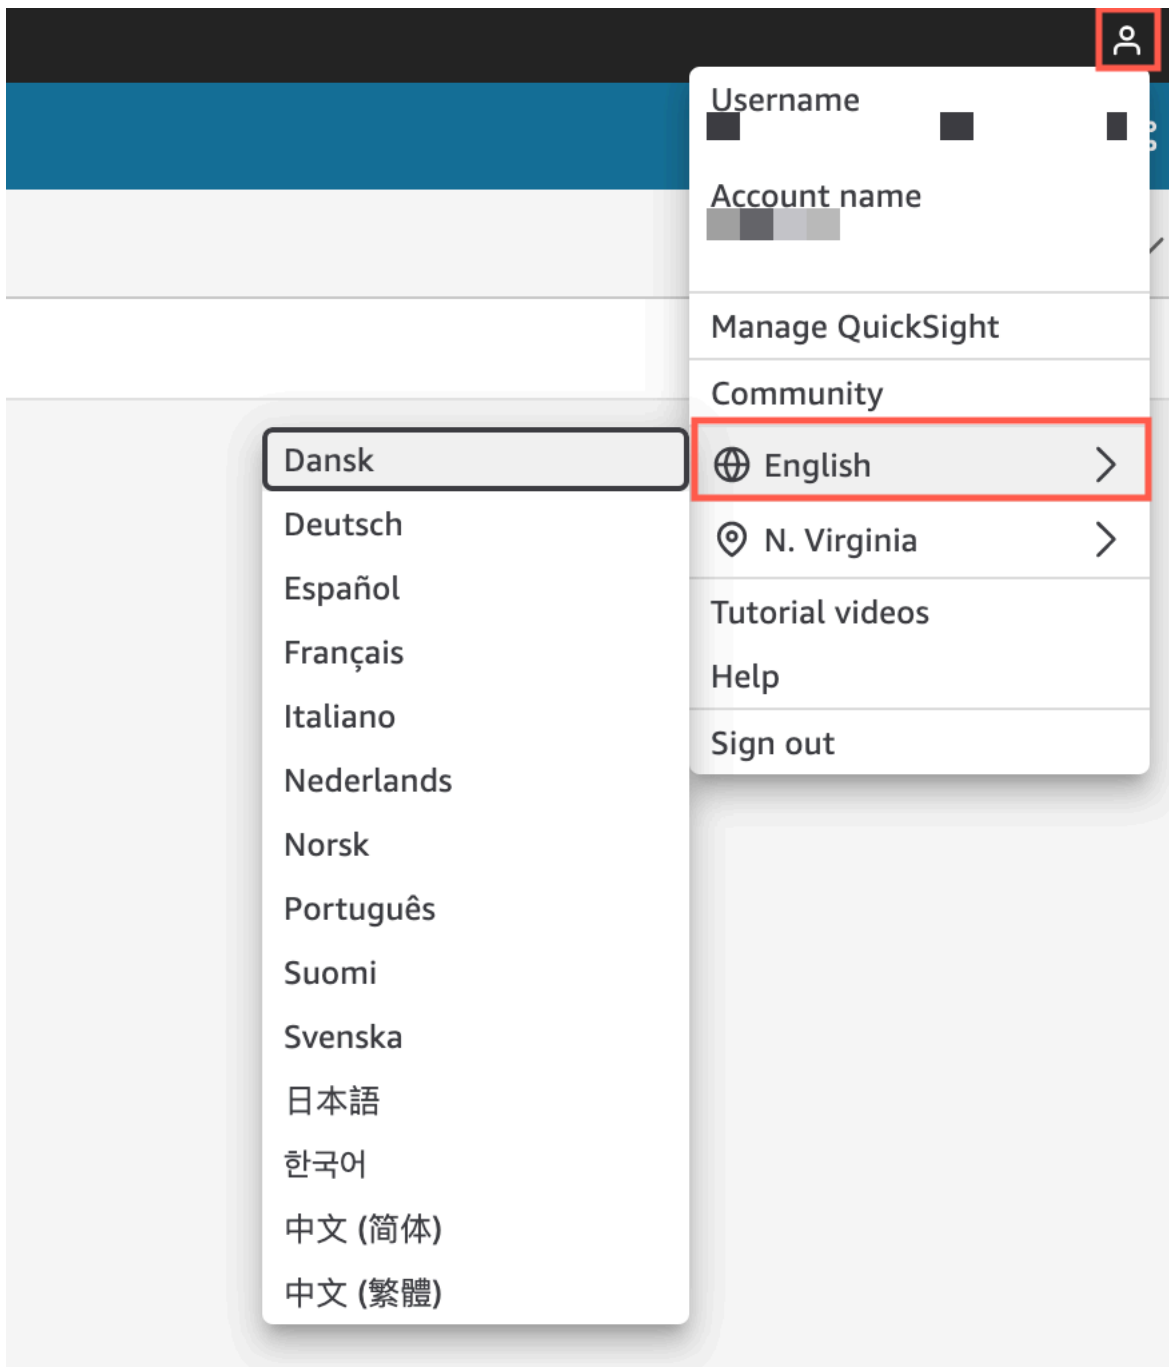 Username
Account name
Manage QuickSight
Community
English
N. Virginia
Tutorial videos
Help
Sign out
Dansk
Deutsch
Español
Français
Italiano
Nederlands
Norsk
Português
Suomi
Svenska
日本語
한국어
中文 (简体)
中文 (繁體)